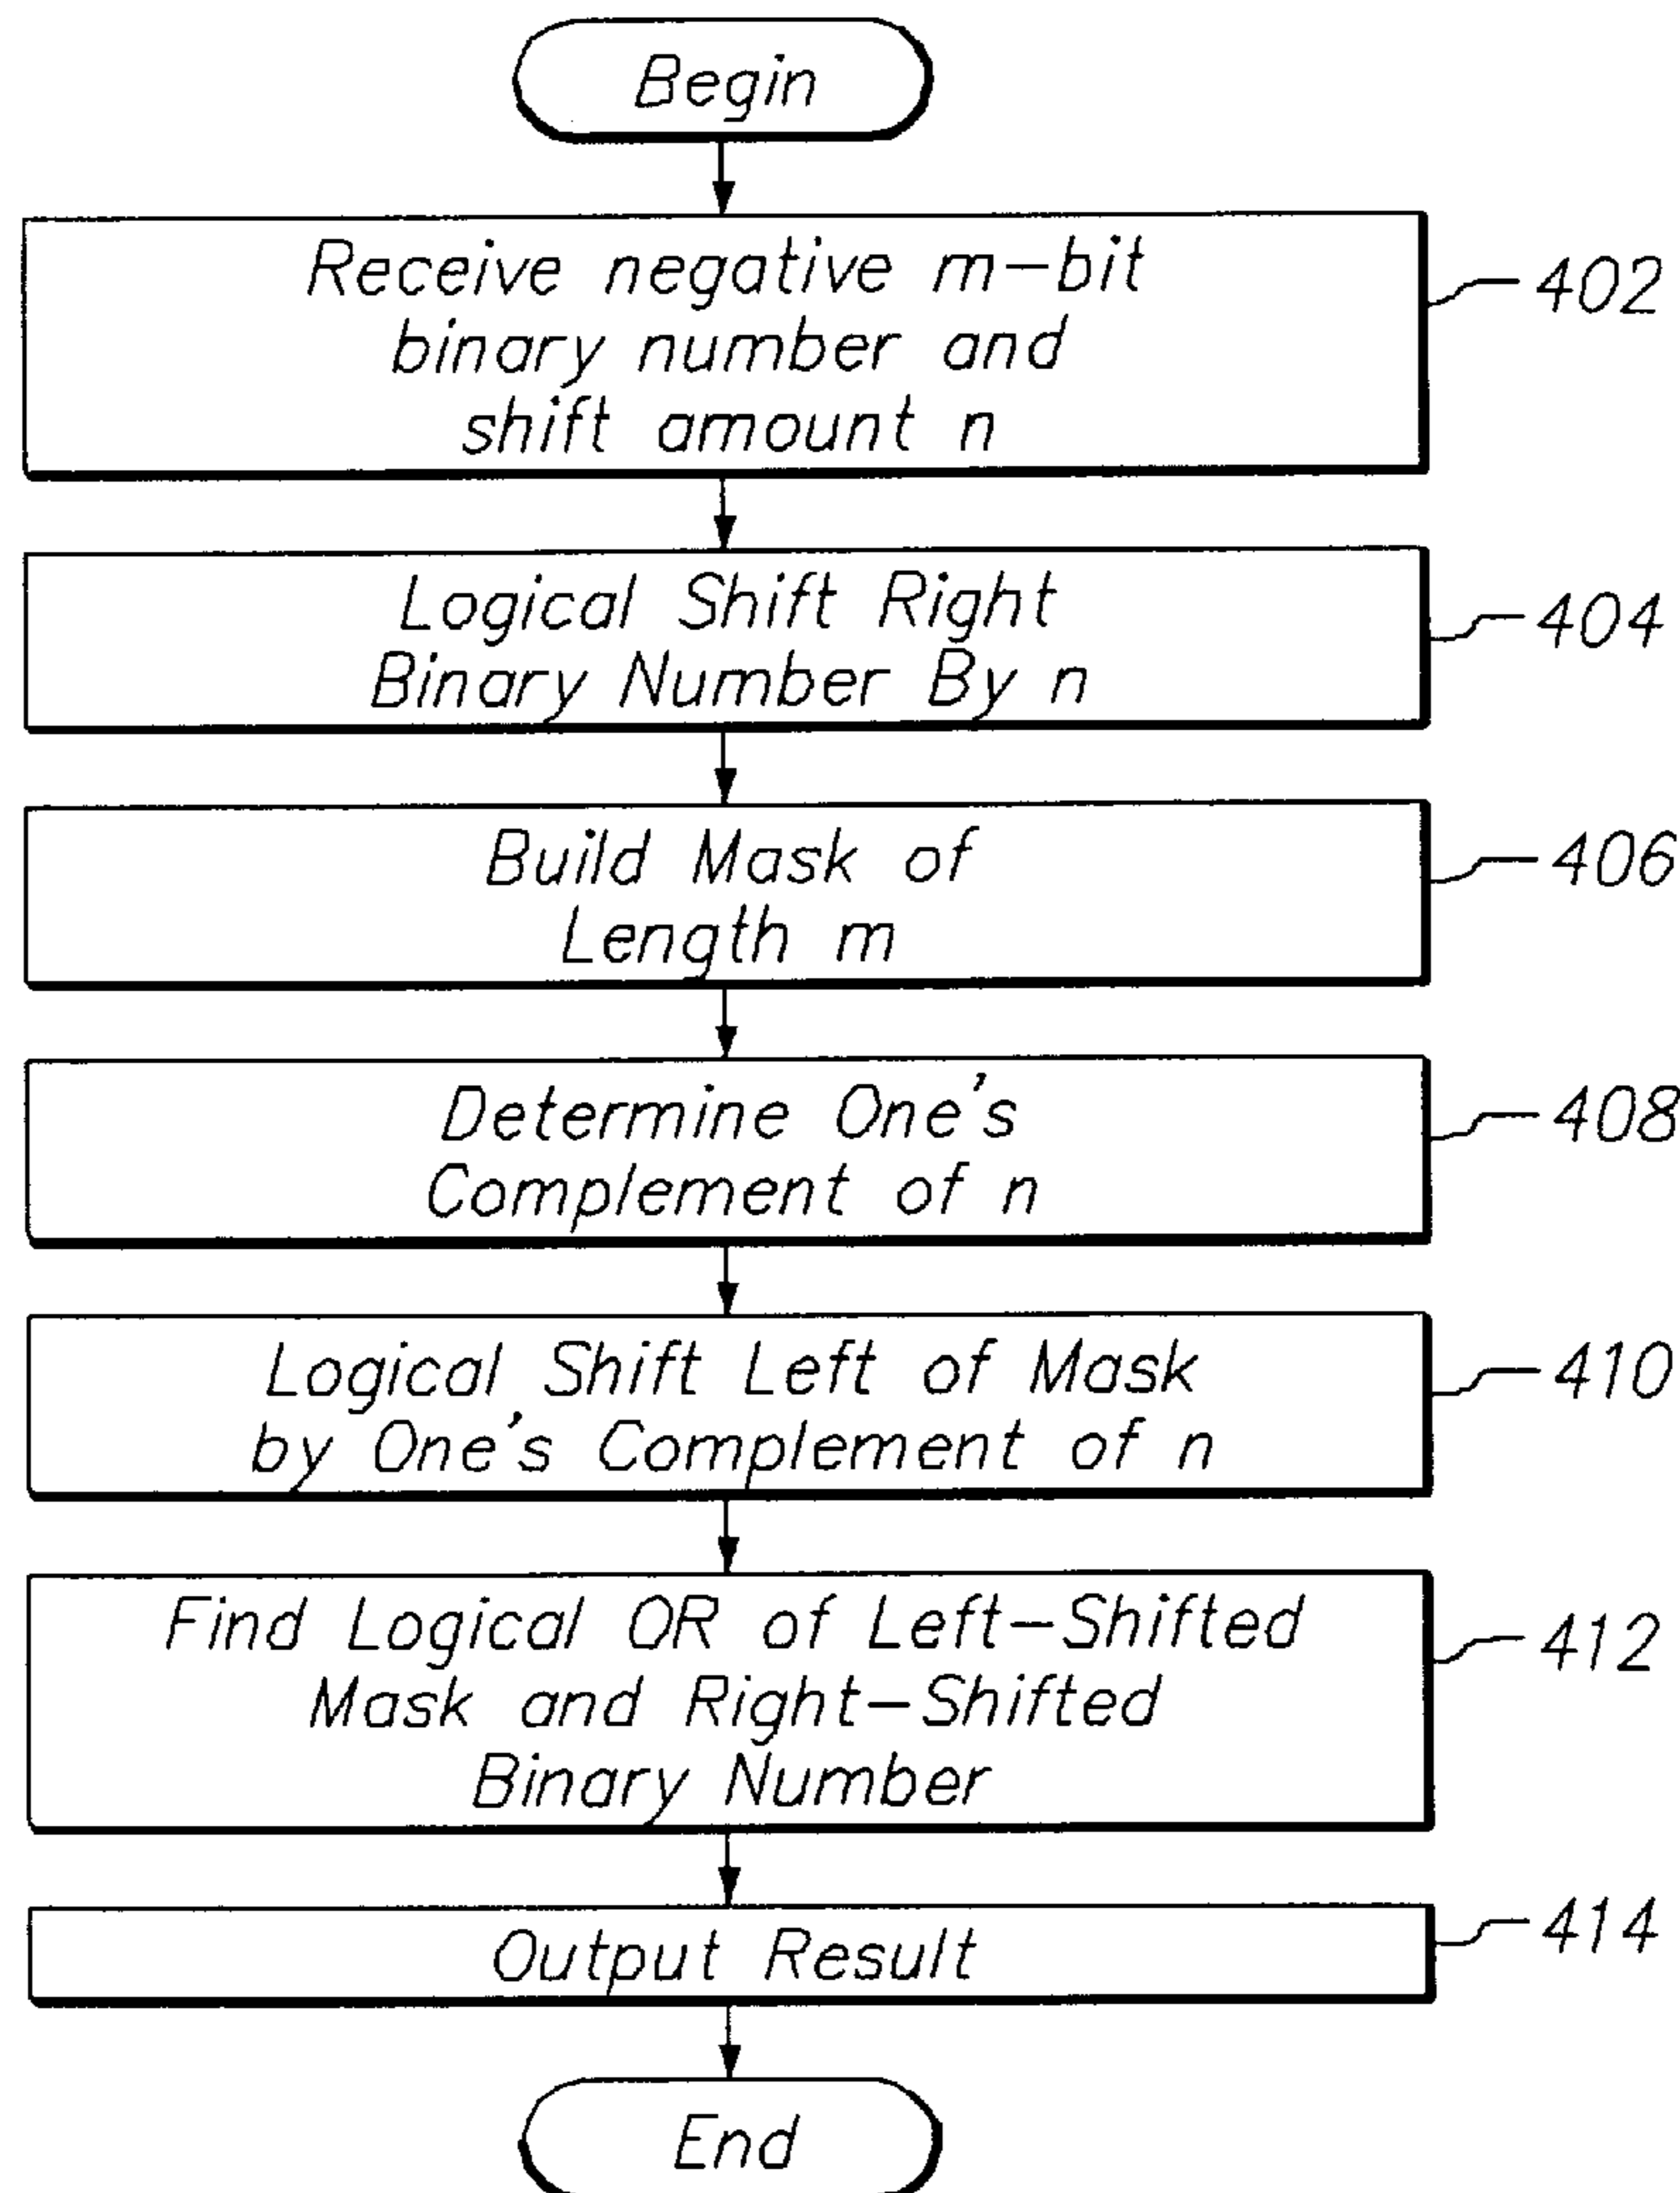 Begin
Receive negative m-bit
binary number and
shift amount n
402
Logical Shift Right
Binary Number By n
404
Build Mask of
Length m
406
Determine One's
Complement of n
408
Logical Shift Left of Mask
by One's Complement of n
410
Find Logical OR of Left-Shifted
Mask and Right-Shifted
Binary Number
412
Output Result
414
End